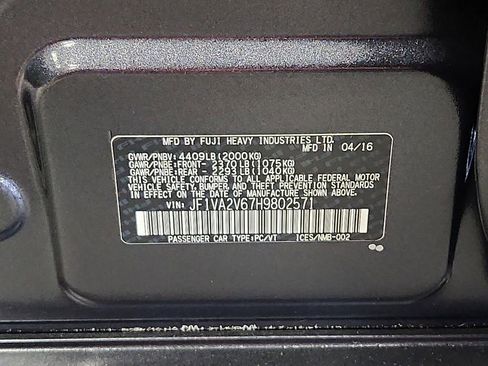 MFD BY FUJI HEAVY INDUSTRIES LTD.
MFD IN 04/16
GVWR/PNBV: 4409LB(2000KG)
GAWR/PNBE:FRONT- 2370LB(1075KG)
GAWR/PNBE:REAR - 2293LB(1040KG)
THIS VEHICLE CONFORMS TO ALL APPLICABLE FEDERAL MOTOR VEHICLE
SAFETY, BUMPER AND THEFT PREVENTION STANDARDS
IN EFFECT ON THE DATE OF MANUFACTURE SHOWN ABOVE.
VIN: JF1VA2V67H9802571
PASSENGER CAR TYPE:PC/VT ICES/NMB-002